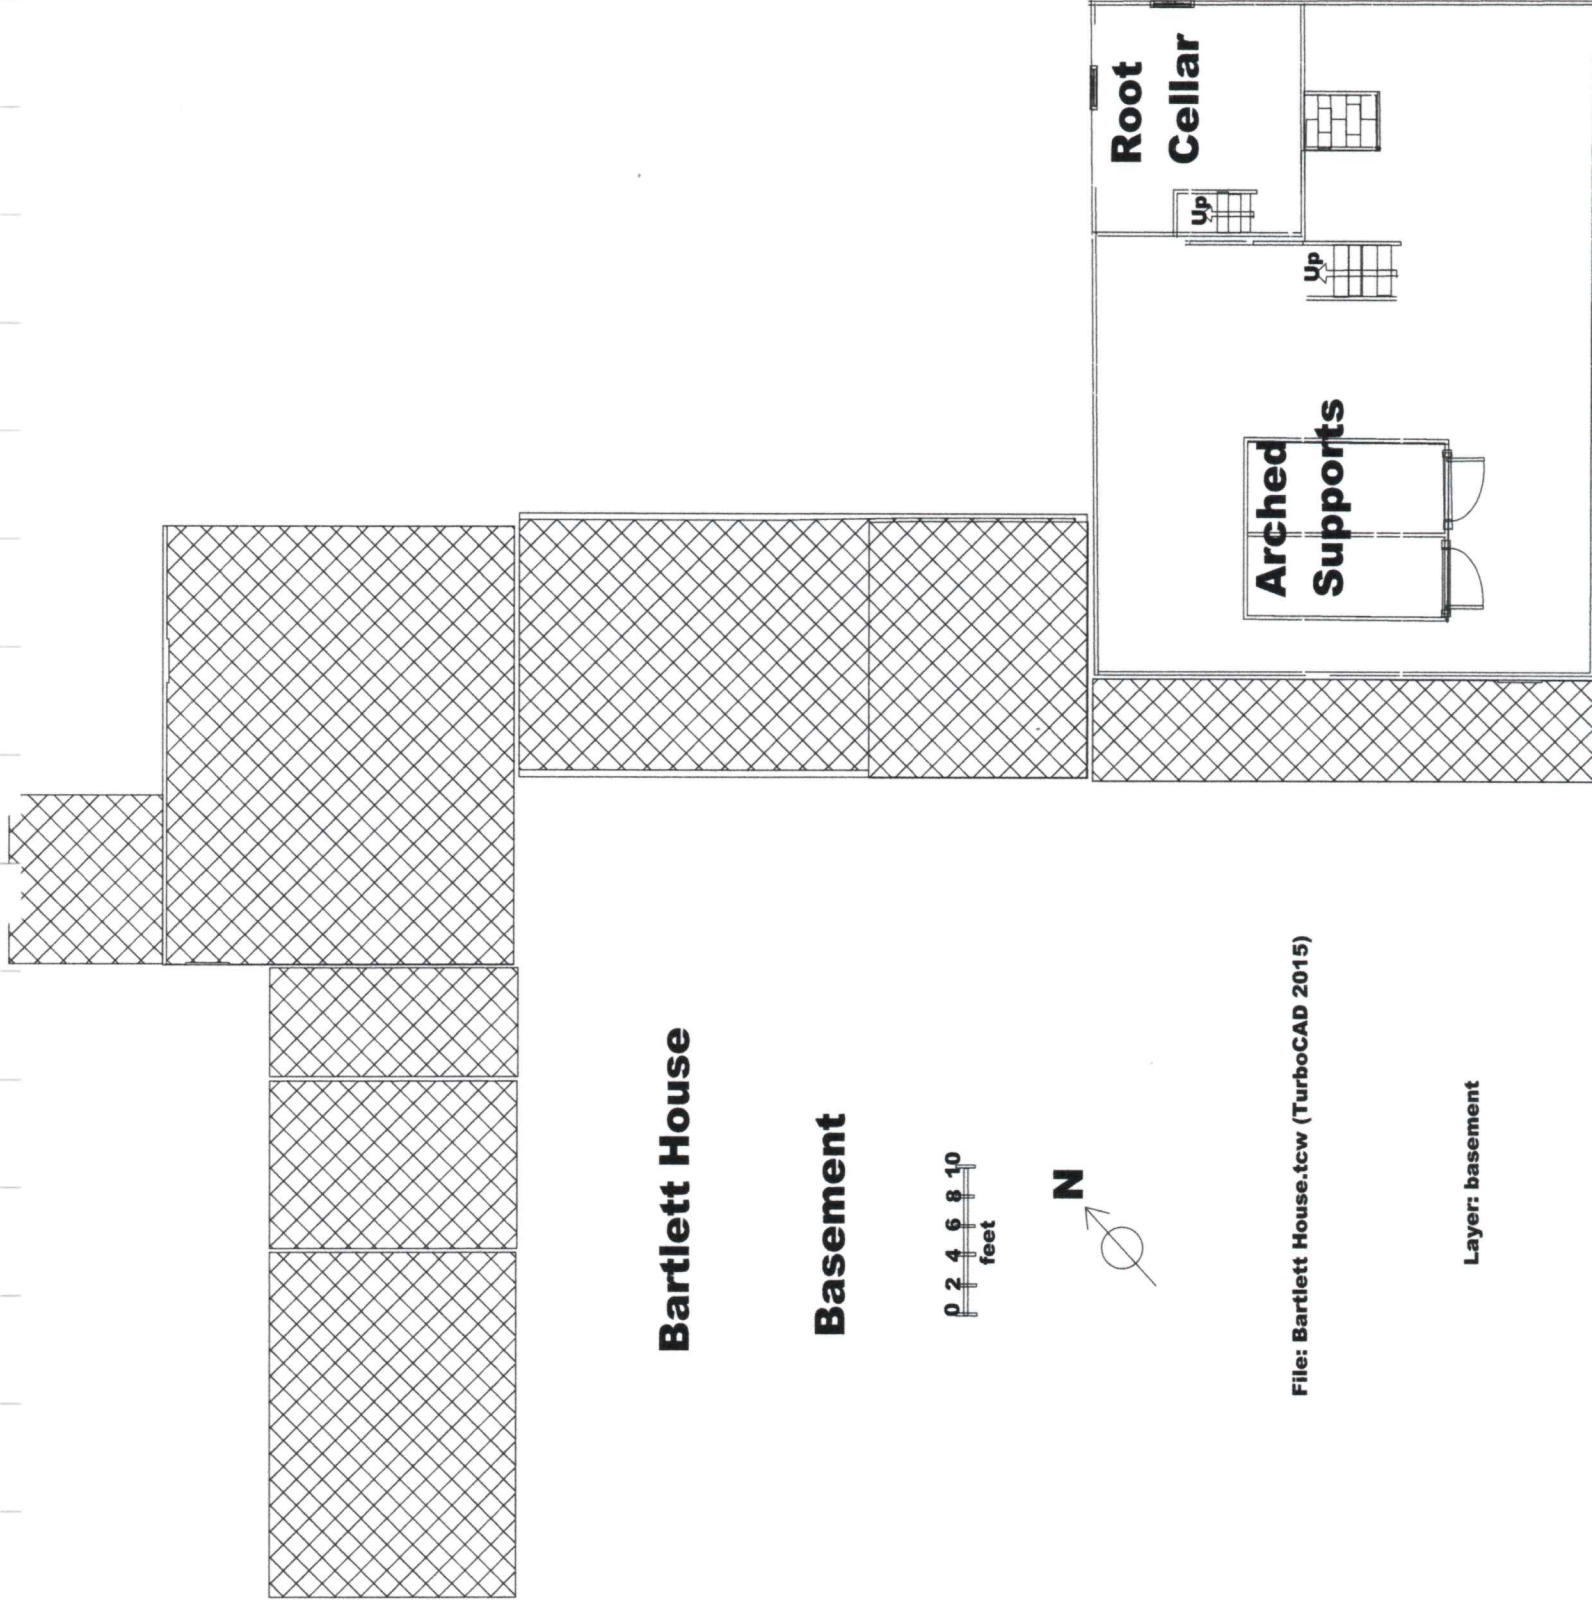 Root
Cellar
Up
Up
Arched
Supports
Bartlett House
Basement
0 2 4 6 8 10
feet
N
File: Bartlett House.tcw (TurboCAD 2015)
Layer: basement